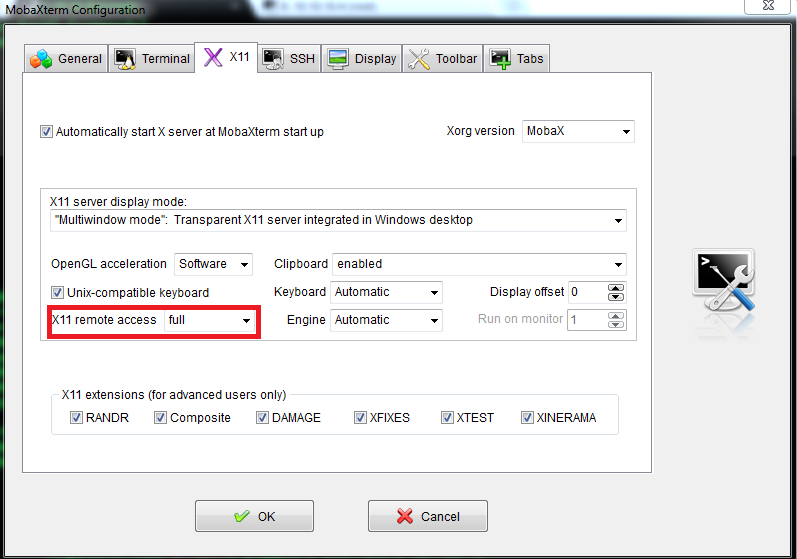 MobaXterm Configuration
General Terminal X11 SSH Display Toolbar Tabs
Automatically start X server at MobaXterm start up Xorg version MobaX
X11 server display mode:
"Multiwindow mode": Transparent X11 server integrated in Windows desktop
OpenGL acceleration Software Clipboard enabled
Unix-compatible keyboard Keyboard Automatic Display offset 0
X11 remote access full Engine Automatic Run on monitor 1
X11 extensions (for advanced users only)
RANDR Composite DAMAGE XFIXES XTEST XINERAMA
OK Cancel